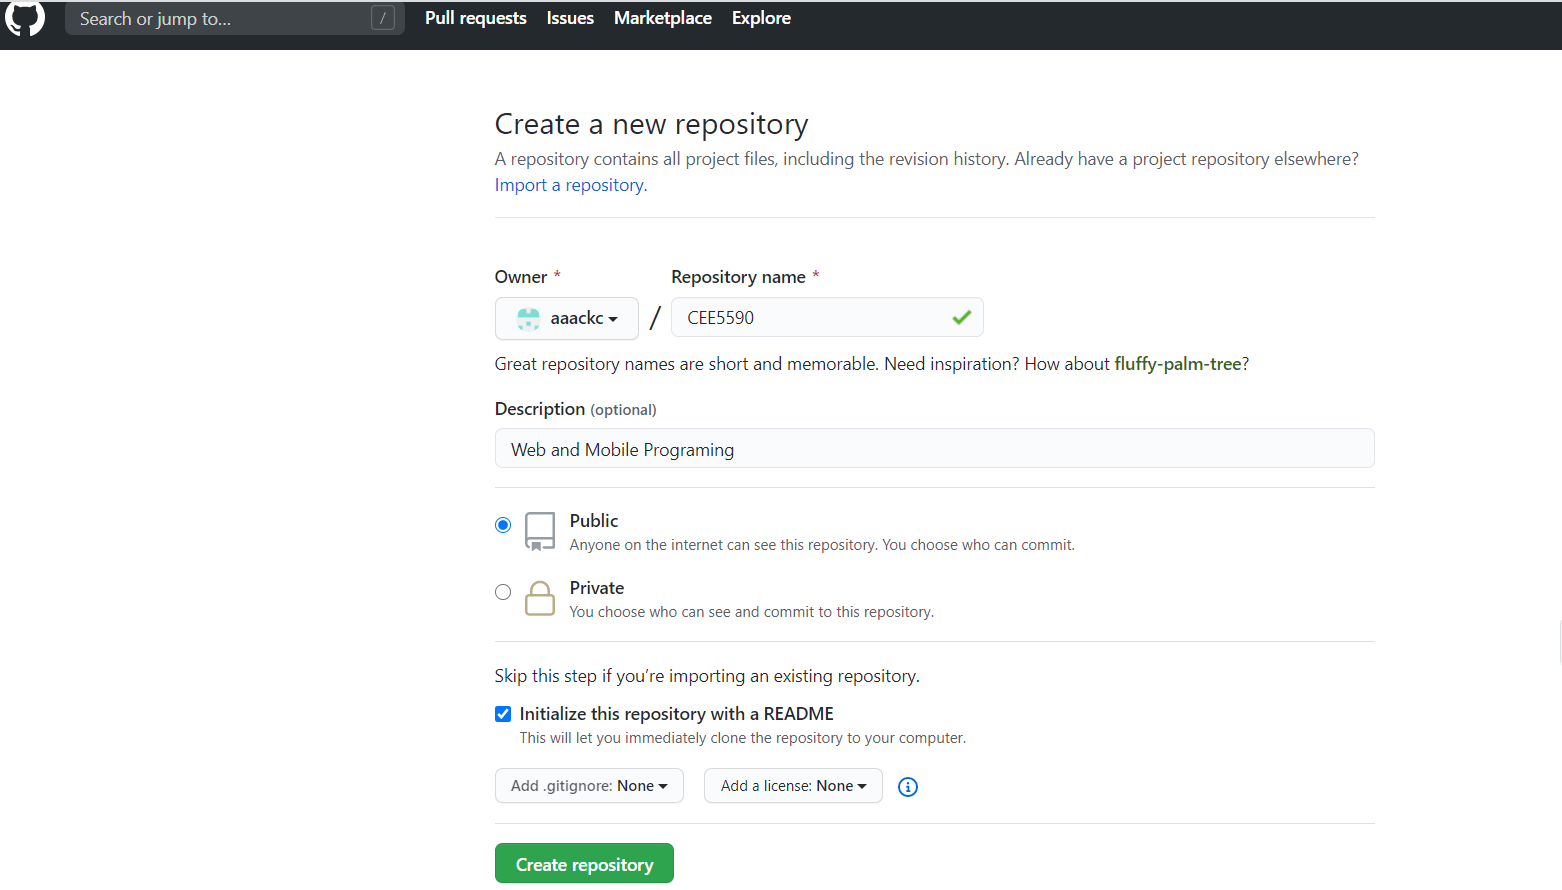 Search or jump to... /
Pull requests Issues Marketplace Explore
Create a new repository
A repository contains all project files, including the revision history. Already have a project repository elsewhere?
Import a repository.
Owner * Repository name *
aaackc / CEE5590
Great repository names are short and memorable. Need inspiration? How about fluffy-palm-tree?
Description (optional)
Web and Mobile Programing
Public
Anyone on the internet can see this repository. You choose who can commit.
Private
You choose who can see and commit to this repository.
Skip this step if you’re importing an existing repository.
Initialize this repository with a README
This will let you immediately clone the repository to your computer.
Add .gitignore: None Add a license: None
Create repository